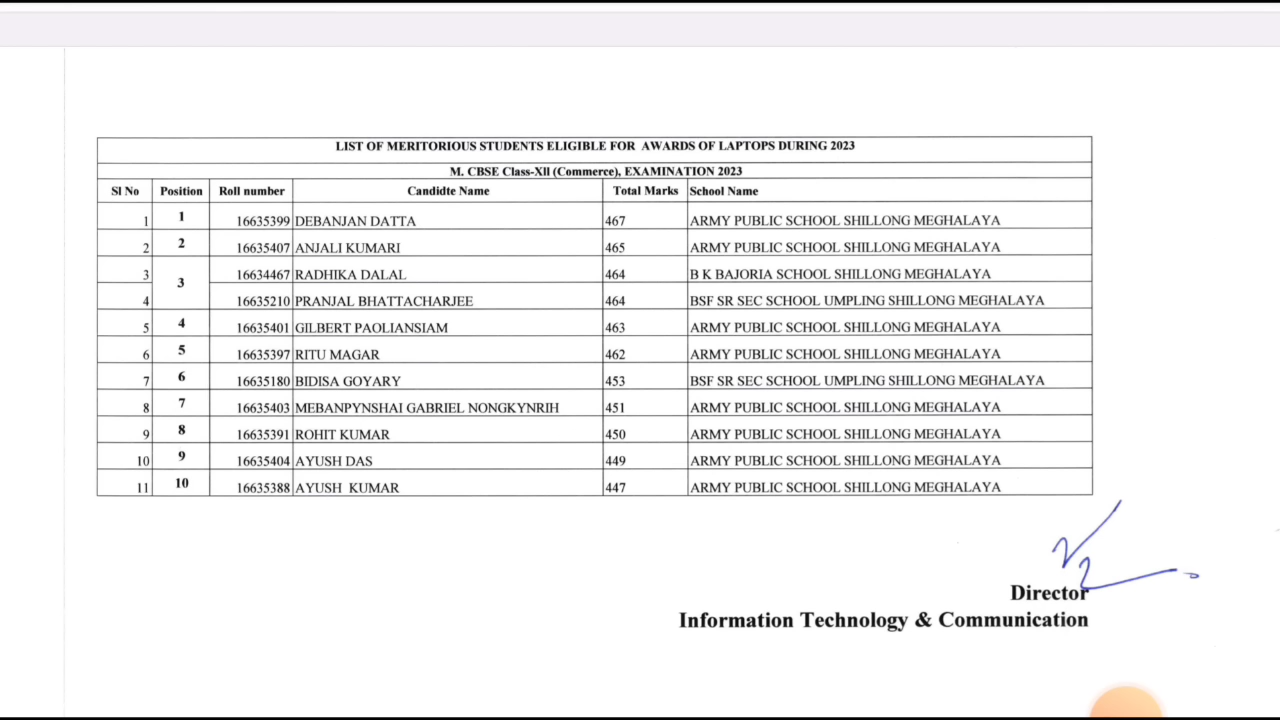 LIST OF MERITORIOUS STUDENTS ELIGIBLE FOR AWARDS OF LAPTOPS DURING 2023
M. CBSE Class-XII (Commerce), EXAMINATION 2023
Sl No Position Roll number Candidte Name Total Marks School Name
1 1 16635399 DEBANJAN DATTA 467 ARMY PUBLIC SCHOOL SHILLONG MEGHALAYA
2 2 16635407 ANJALI KUMARI 465 ARMY PUBLIC SCHOOL SHILLONG MEGHALAYA
3 3 16634467 RADHIKA DALAL 464 B K BAJORIA SCHOOL SHILLONG MEGHALAYA
4 16635210 PRANJAL BHATTACHARJEE 464 BSF SR SEC SCHOOL UMPLING SHILLONG MEGHALAYA
5 4 16635401 GILBERT PAOLIANSIAM 463 ARMY PUBLIC SCHOOL SHILLONG MEGHALAYA
6 5 16635397 RITU MAGAR 462 ARMY PUBLIC SCHOOL SHILLONG MEGHALAYA
7 6 16635180 BIDISA GOYARY 453 BSF SR SEC SCHOOL UMPLING SHILLONG MEGHALAYA
8 7 16635403 MEBANPYNSHAI GABRIEL NONGKYNRIH 451 ARMY PUBLIC SCHOOL SHILLONG MEGHALAYA
9 8 16635391 ROHIT KUMAR 450 ARMY PUBLIC SCHOOL SHILLONG MEGHALAYA
10 9 16635404 AYUSH DAS 449 ARMY PUBLIC SCHOOL SHILLONG MEGHALAYA
11 10 16635388 AYUSH KUMAR 447 ARMY PUBLIC SCHOOL SHILLONG MEGHALAYA
Director
Information Technology & Communication